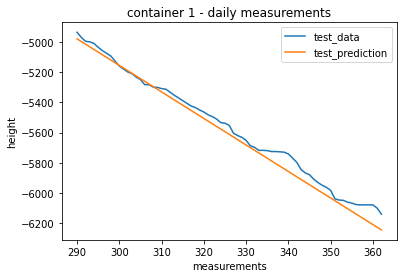 container 1 - daily measurements
test_data
test_prediction
height
−5000
−5200
−5400
−5600
−5800
−6000
−6200
290 300 310 320 330 340 350 360
measurements